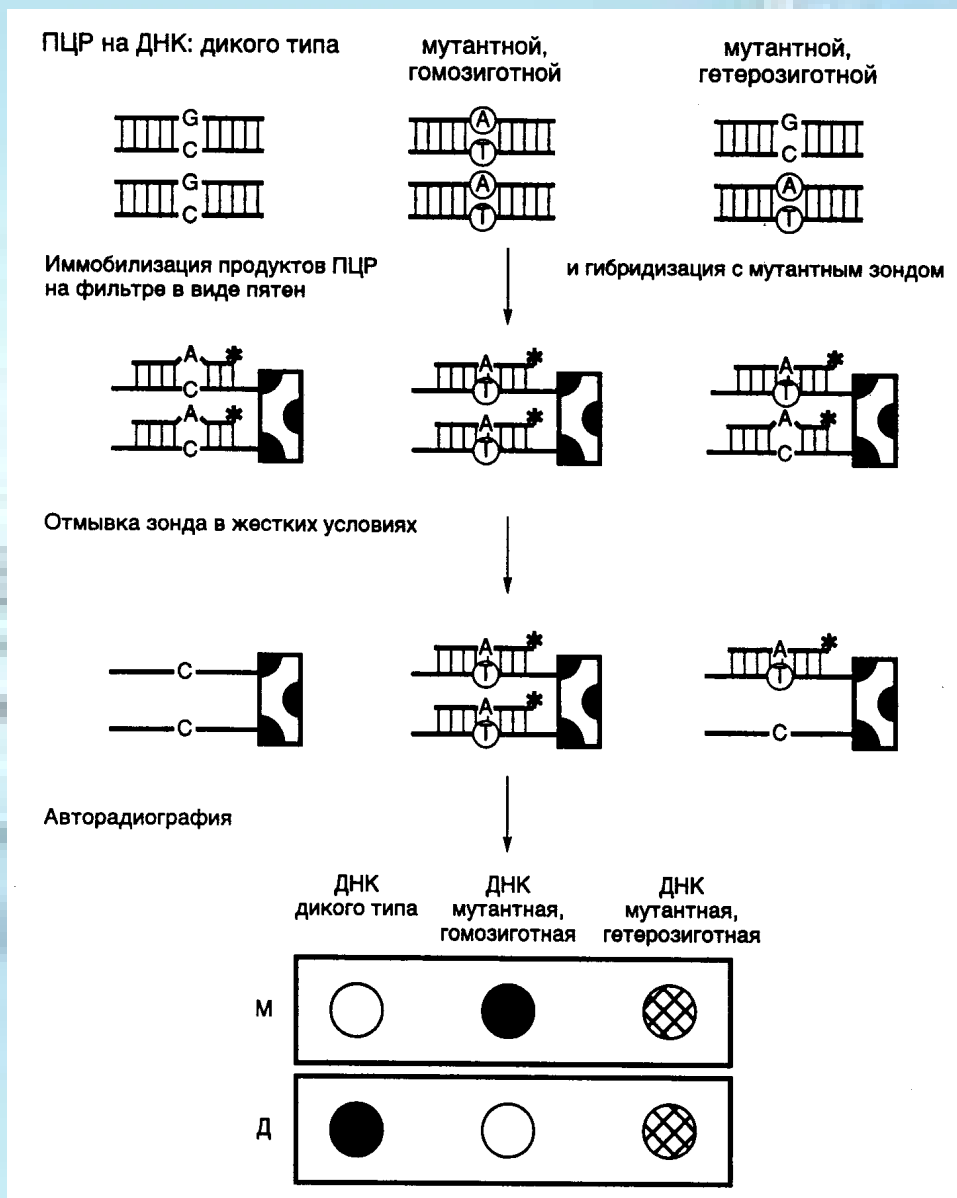 ПЦР на ДНК: дикого типа
мутантной,
гомозиготной
мутантной,
гетерозиготной
G
C
G
C
A
T
A
T
G
C
A
T
Иммобилизация продуктов ПЦР
на фильтре в виде пятен
и гибридизация с мутантным зондом
A
C
A
C
A
T
A
T
A
T
A
C
Отмывка зонда в жестких условиях
C
C
A
T
A
T
A
T
C
Авторадиография
ДНК
дикого типа
ДНК
мутантная,
гомозиготная
ДНК
мутантная,
гетерозиготная
М
Д